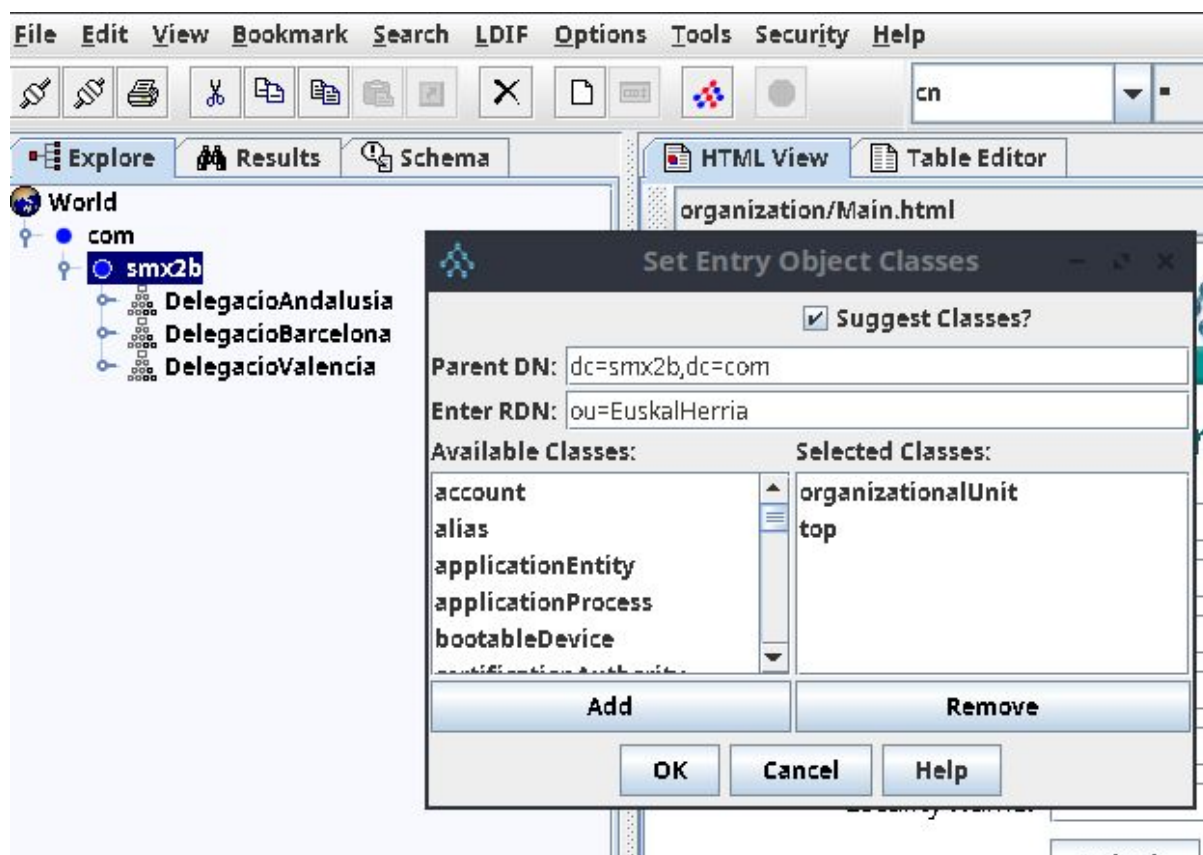 File Edit View Bookmark Search LDIF Options Tools Security Help
cn =
Explore Results Schema
HTML View Table Editor
World
organization/Main.html
com
smx2b
DelegacioAndalusia
DelegacioBarcelona
DelegacioValencia
Set Entry Object Classes
Suggest Classes?
Parent DN: dc=smx2b,dc=com
Enter RDN: ou=EuskalHerria
Available Classes: Selected Classes:
account
alias
applicationEntity
applicationProcess
bootableDevice
organizationalUnit
top
Add Remove
OK Cancel Help